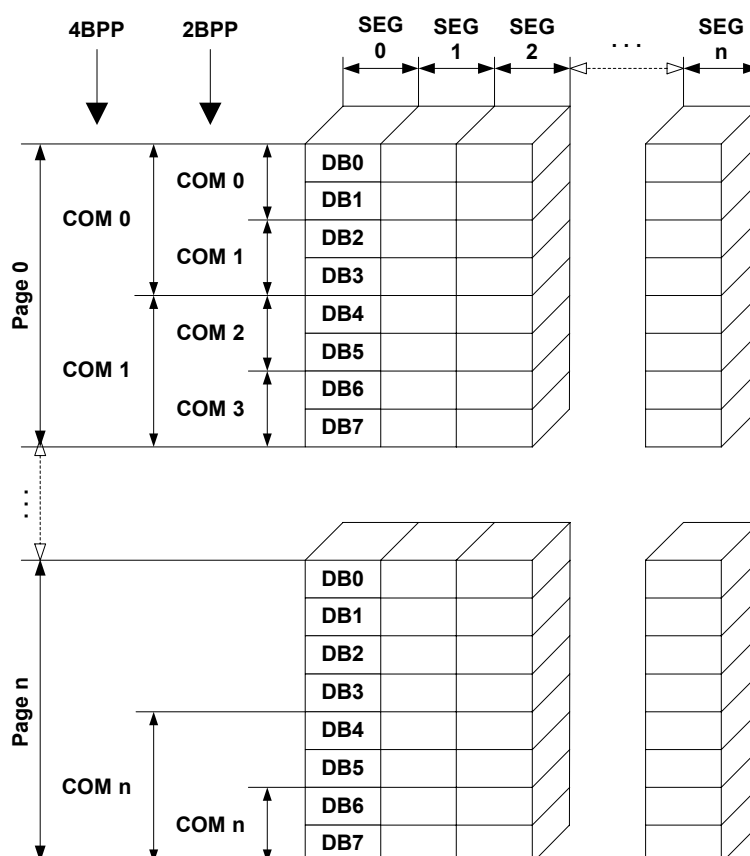 4BPP 2BPP SEG 0 SEG 1 SEG 2 . . . SEG n
Page 0
COM 0
COM 1
COM 0
COM 1
COM 2
COM 3
DB0
DB1
DB2
DB3
DB4
DB5
DB6
DB7
. . .
Page n
COM n
COM n
DB0
DB1
DB2
DB3
DB4
DB5
DB6
DB7